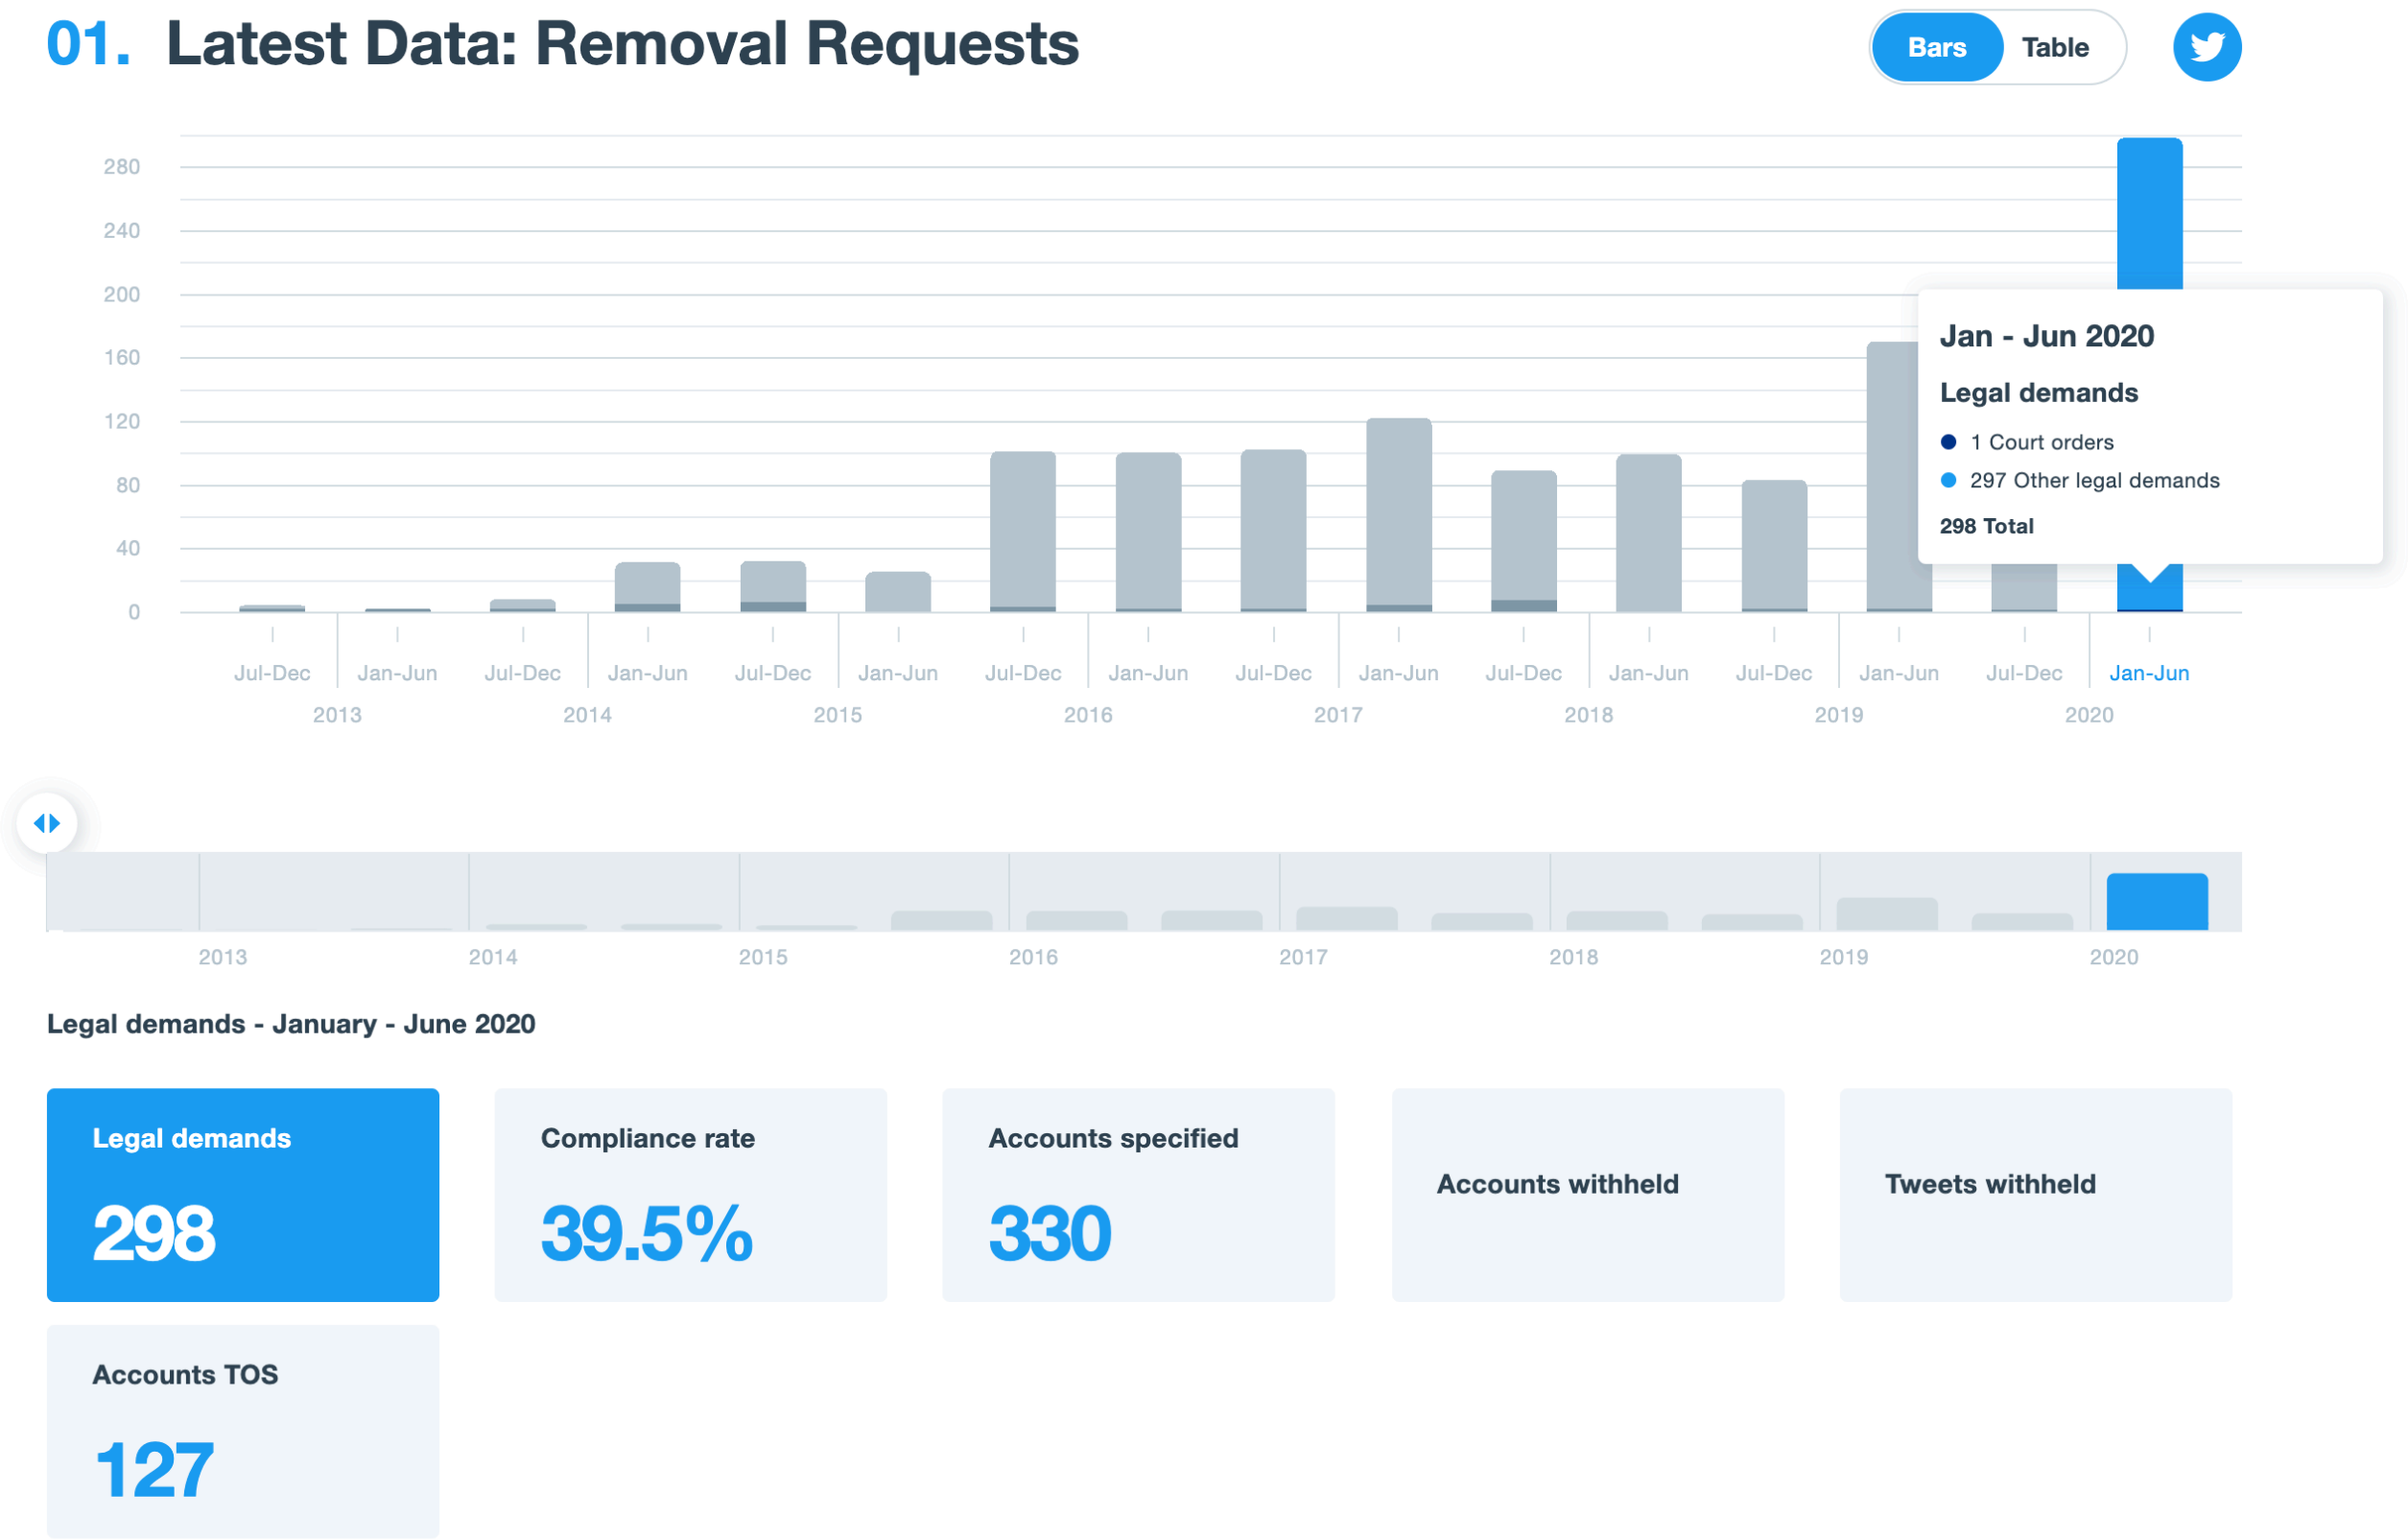 01. Latest Data: Removal Requests
Bars Table
280
240
200
160
120
80
40
0
Jan - Jun 2020
Legal demands
1 Court orders
297 Other legal demands
298 Total
Jul-Dec Jan-Jun Jul-Dec Jan-Jun Jul-Dec Jan-Jun Jul-Dec Jan-Jun Jul-Dec Jan-Jun Jul-Dec Jan-Jun Jul-Dec Jan-Jun Jul-Dec Jan-Jun
2013 2014 2015 2016 2017 2018 2019 2020
2013 2014 2015 2016 2017 2018 2019 2020
Legal demands - January - June 2020
Legal demands
298
Compliance rate
39.5%
Accounts specified
330
Accounts withheld
Tweets withheld
Accounts TOS
127